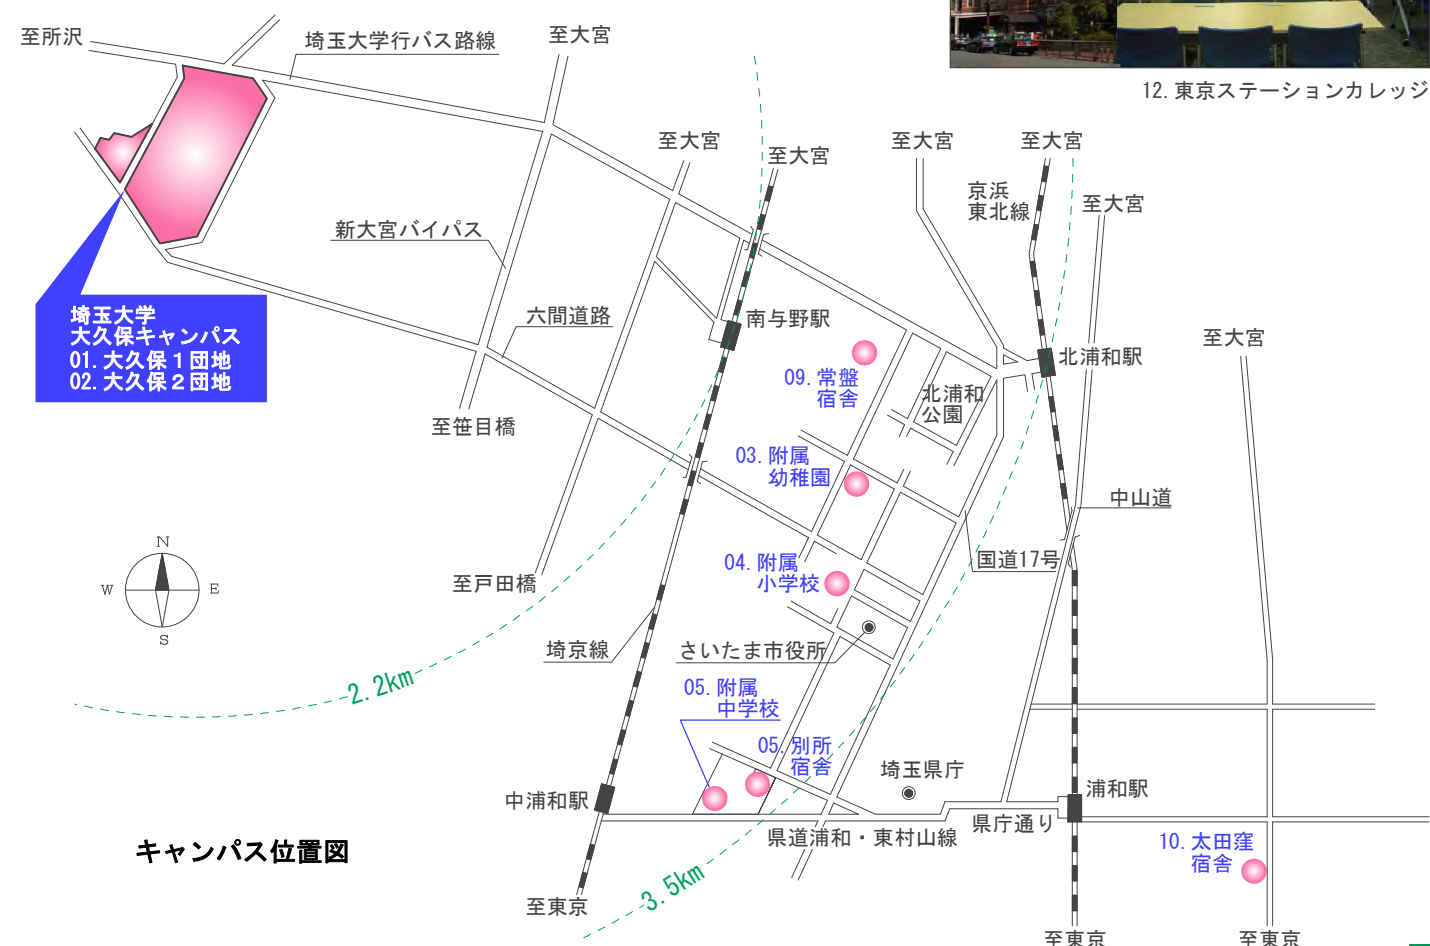 12.東京ステーションカレッジ
至所沢
埼玉大学行バス路線
至大宮
至大宮
至大宮
至大宮
至大宮
京浜
東北線
至大宮
新大宮バイパス
埼玉大学
大久保キャンパス
01.大久保1団地
02.大久保2団地
六間道路
南与野駅
至大宮
北浦和駅
09.常盤
宿舎
北浦和
公園
至笹目橋
03.附属
幼稚園
中山道
国道17号
04.附属
小学校
N
W
E
S
至戸田橋
埼京線
さいたま市役所
2.2km
05.附属
中学校
05.別所
宿舎
埼玉県庁
中浦和駅
浦和駅
県庁通り
県道浦和・東村山線
10.太田窪
宿舎
キャンパス位置図
3.5km
至東京
至東京
至東京